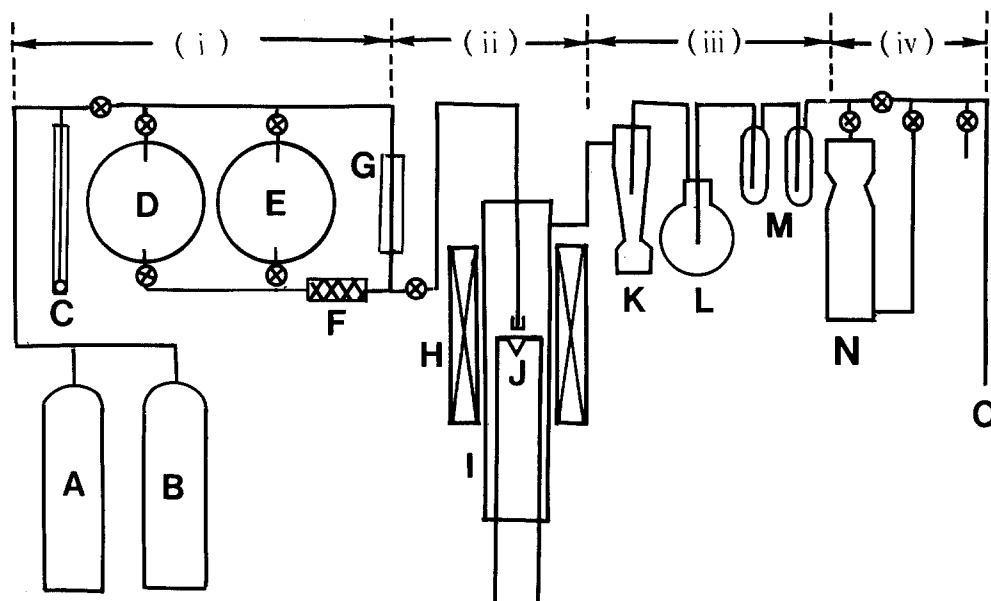 (i) (ii) (iii) (iv)
D E G
C F
H J K L M N
O
I
A B